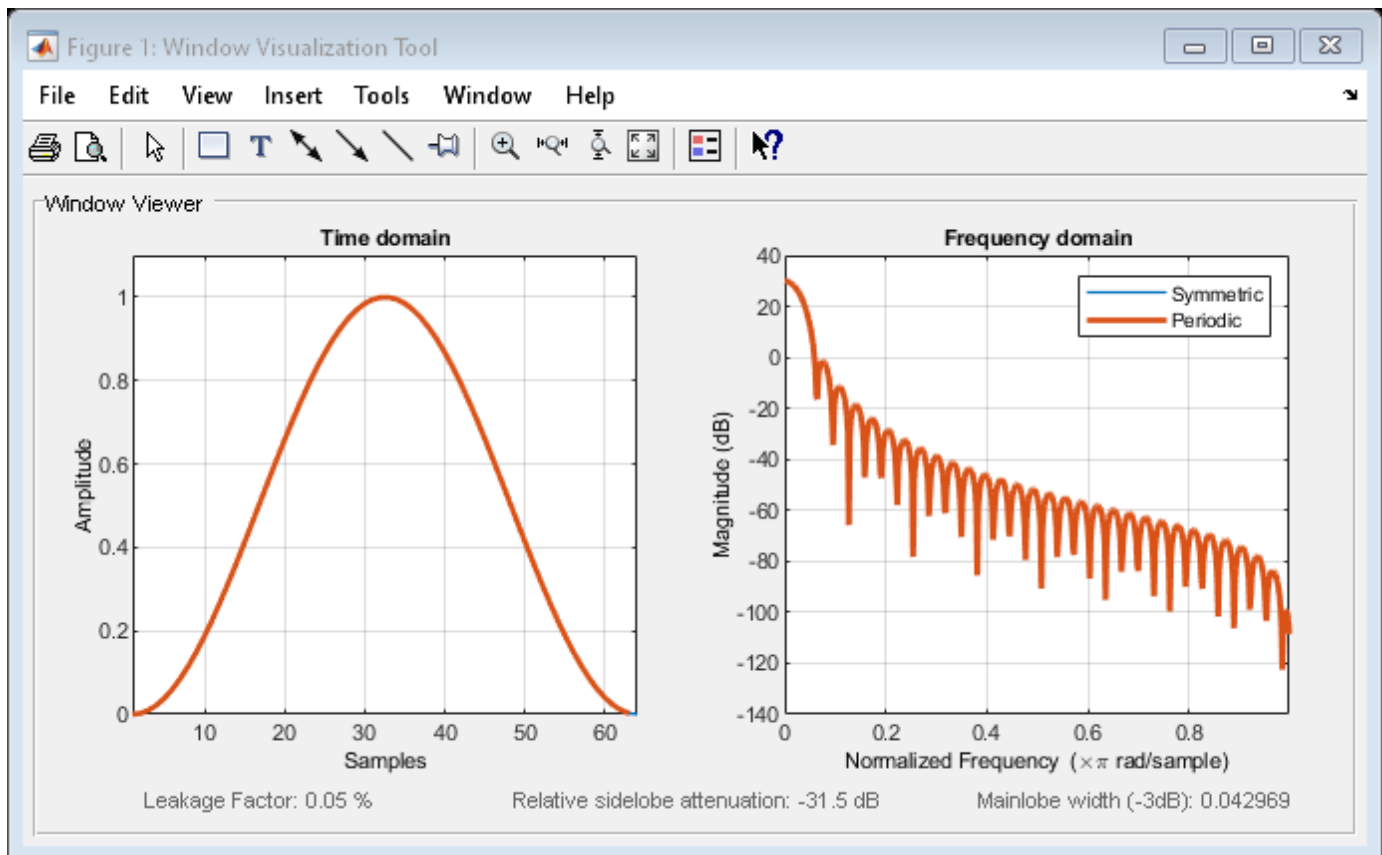 Figure 1: Window Visualization Tool
File Edit View Insert Tools Window Help
T
Window Viewer
Time domain
1
0.8
0.6
0.4
0.2
0
10 20 30 40 50 60
Amplitude
Samples
Frequency domain
40
20
0
-20
-40
-60
-80
-100
-120
-140
0 0.2 0.4 0.6 0.8
Magnitude (dB)
Normalized Frequency (×π rad/sample)
Symmetric
Periodic
Leakage Factor: 0.05 % Relative sidelobe attenuation: -31.5 dB Mainlobe width (-3dB): 0.042969